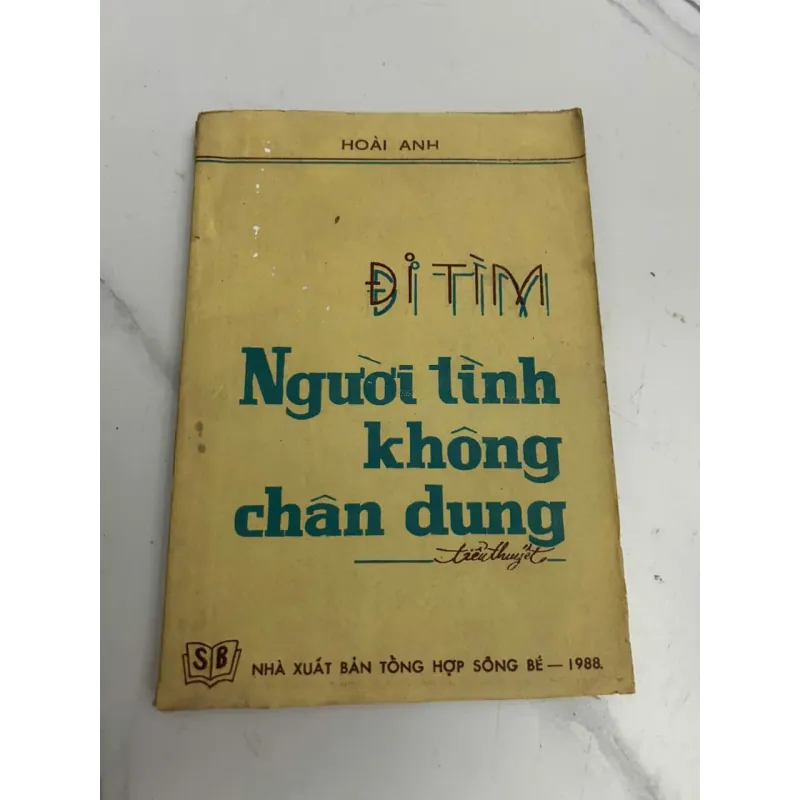 HOÀI ANH
ĐI TÌM
Người tình
không
chân dung
tiểu thuyết
SB
NHÀ XUẤT BẢN TỔNG HỢP SÔNG BÉ — 1988.